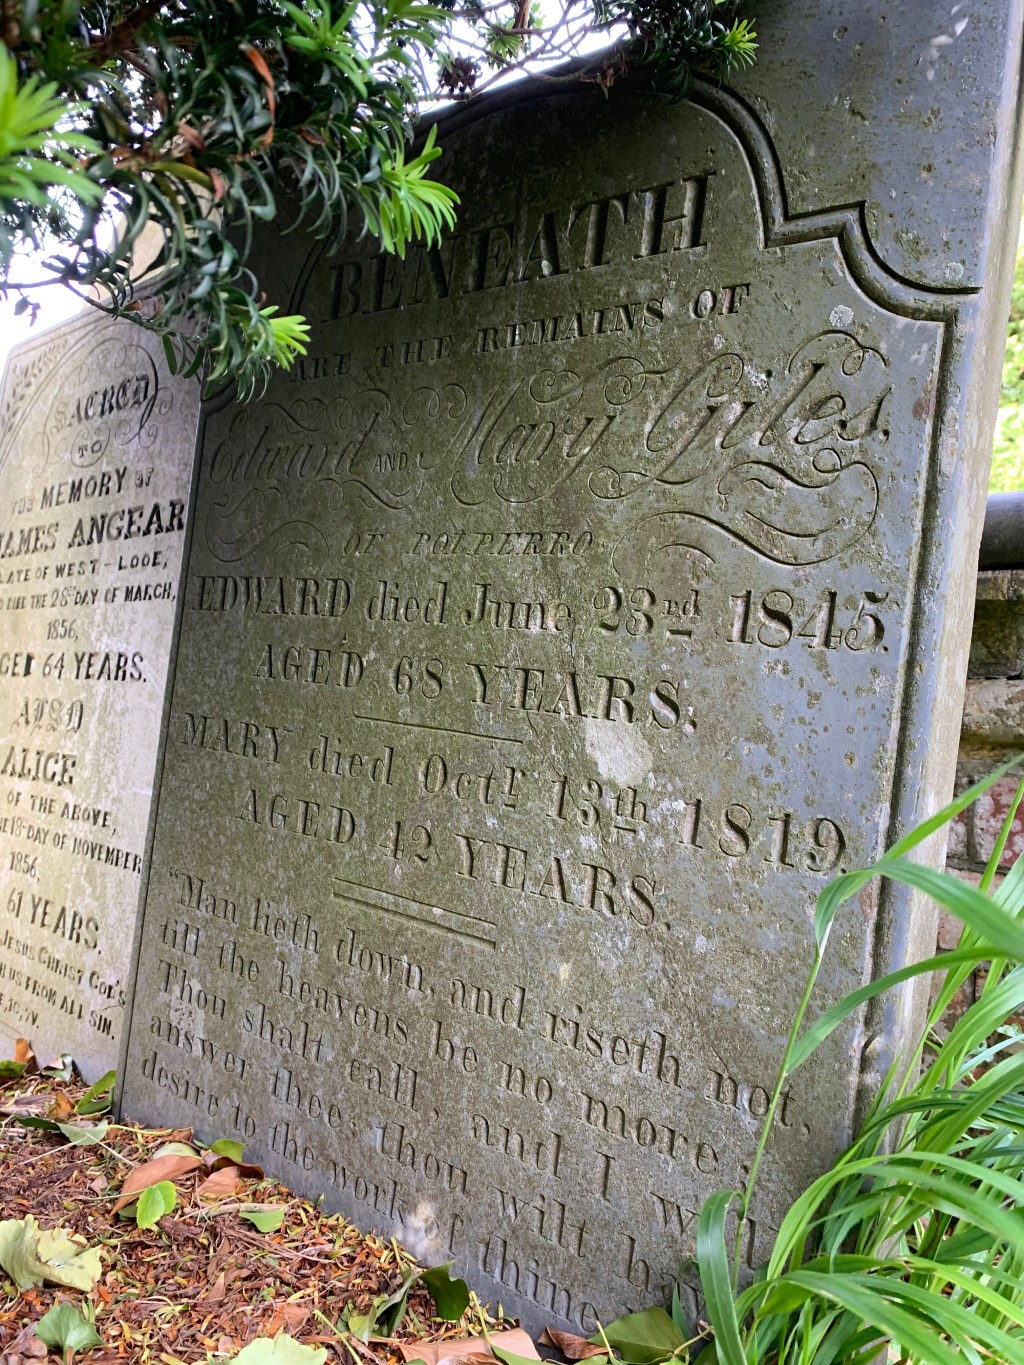 BENEATH
ARE THE REMAINS OF
Edward AND Mary Giles,
OF POLPERRO.
EDWARD died June 23rd 1845.
AGED 68 YEARS.
MARY died Octr 13th 1819.
AGED 42 YEARS.
"Man lieth down, and riseth not,
till the heavens be no more:
Thou shalt call, and I will
answer thee: thou wilt
desire to the work of thine
SACRED
TO
THE MEMORY OF
JAMES ANGEAR
LATE OF WEST-LOOE,
DIED THE 28th DAY OF MARCH,
1856,
AGED 64 YEARS.
ALSO
ALICE
OF THE ABOVE,
THE 19th DAY OF NOVEMBER
1856,
61 YEARS.
JESUS CHRIST GOD'S
US FROM ALL SIN.